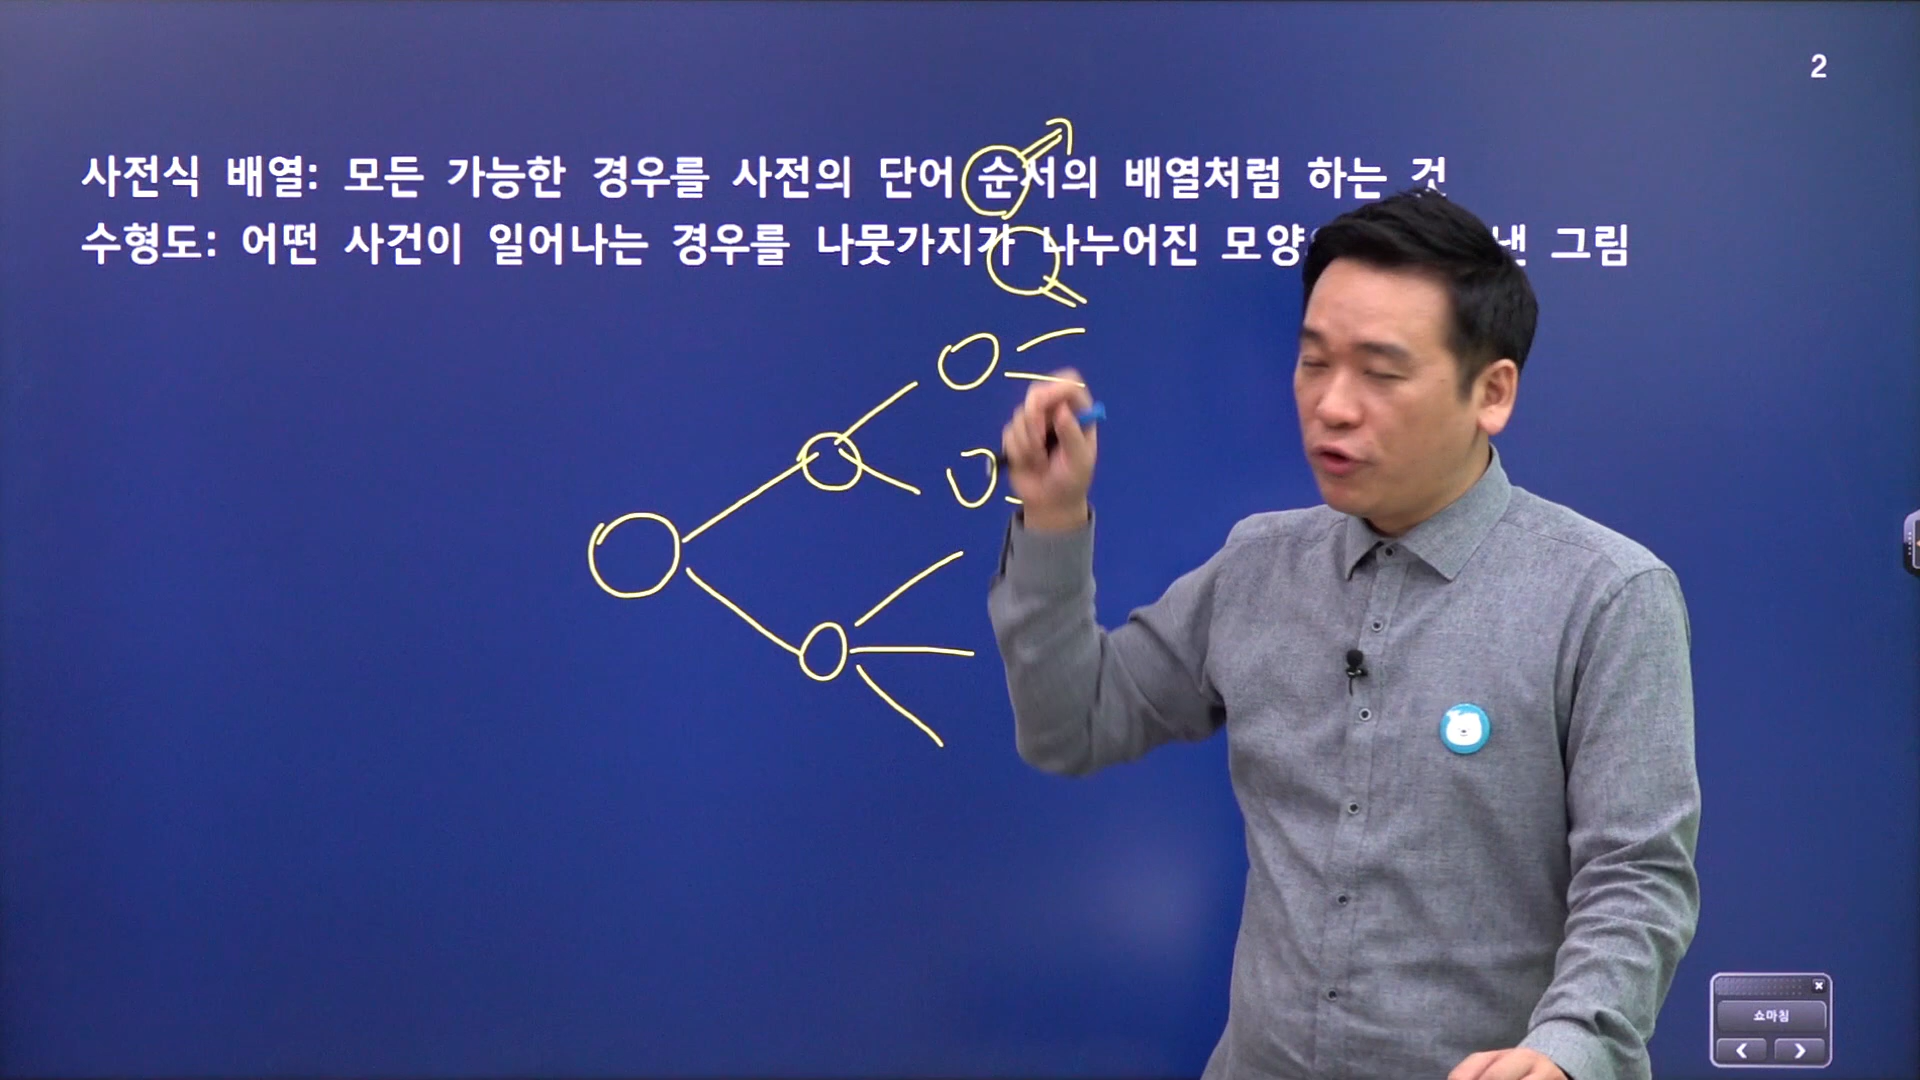 2
사전식 배열: 모든 가능한 경우를 사전의 단어 순서의 배열처럼 하는 것
수형도: 어떤 사건이 일어나는 경우를 나뭇가지가 나누어진 모양 그림
쇼마침